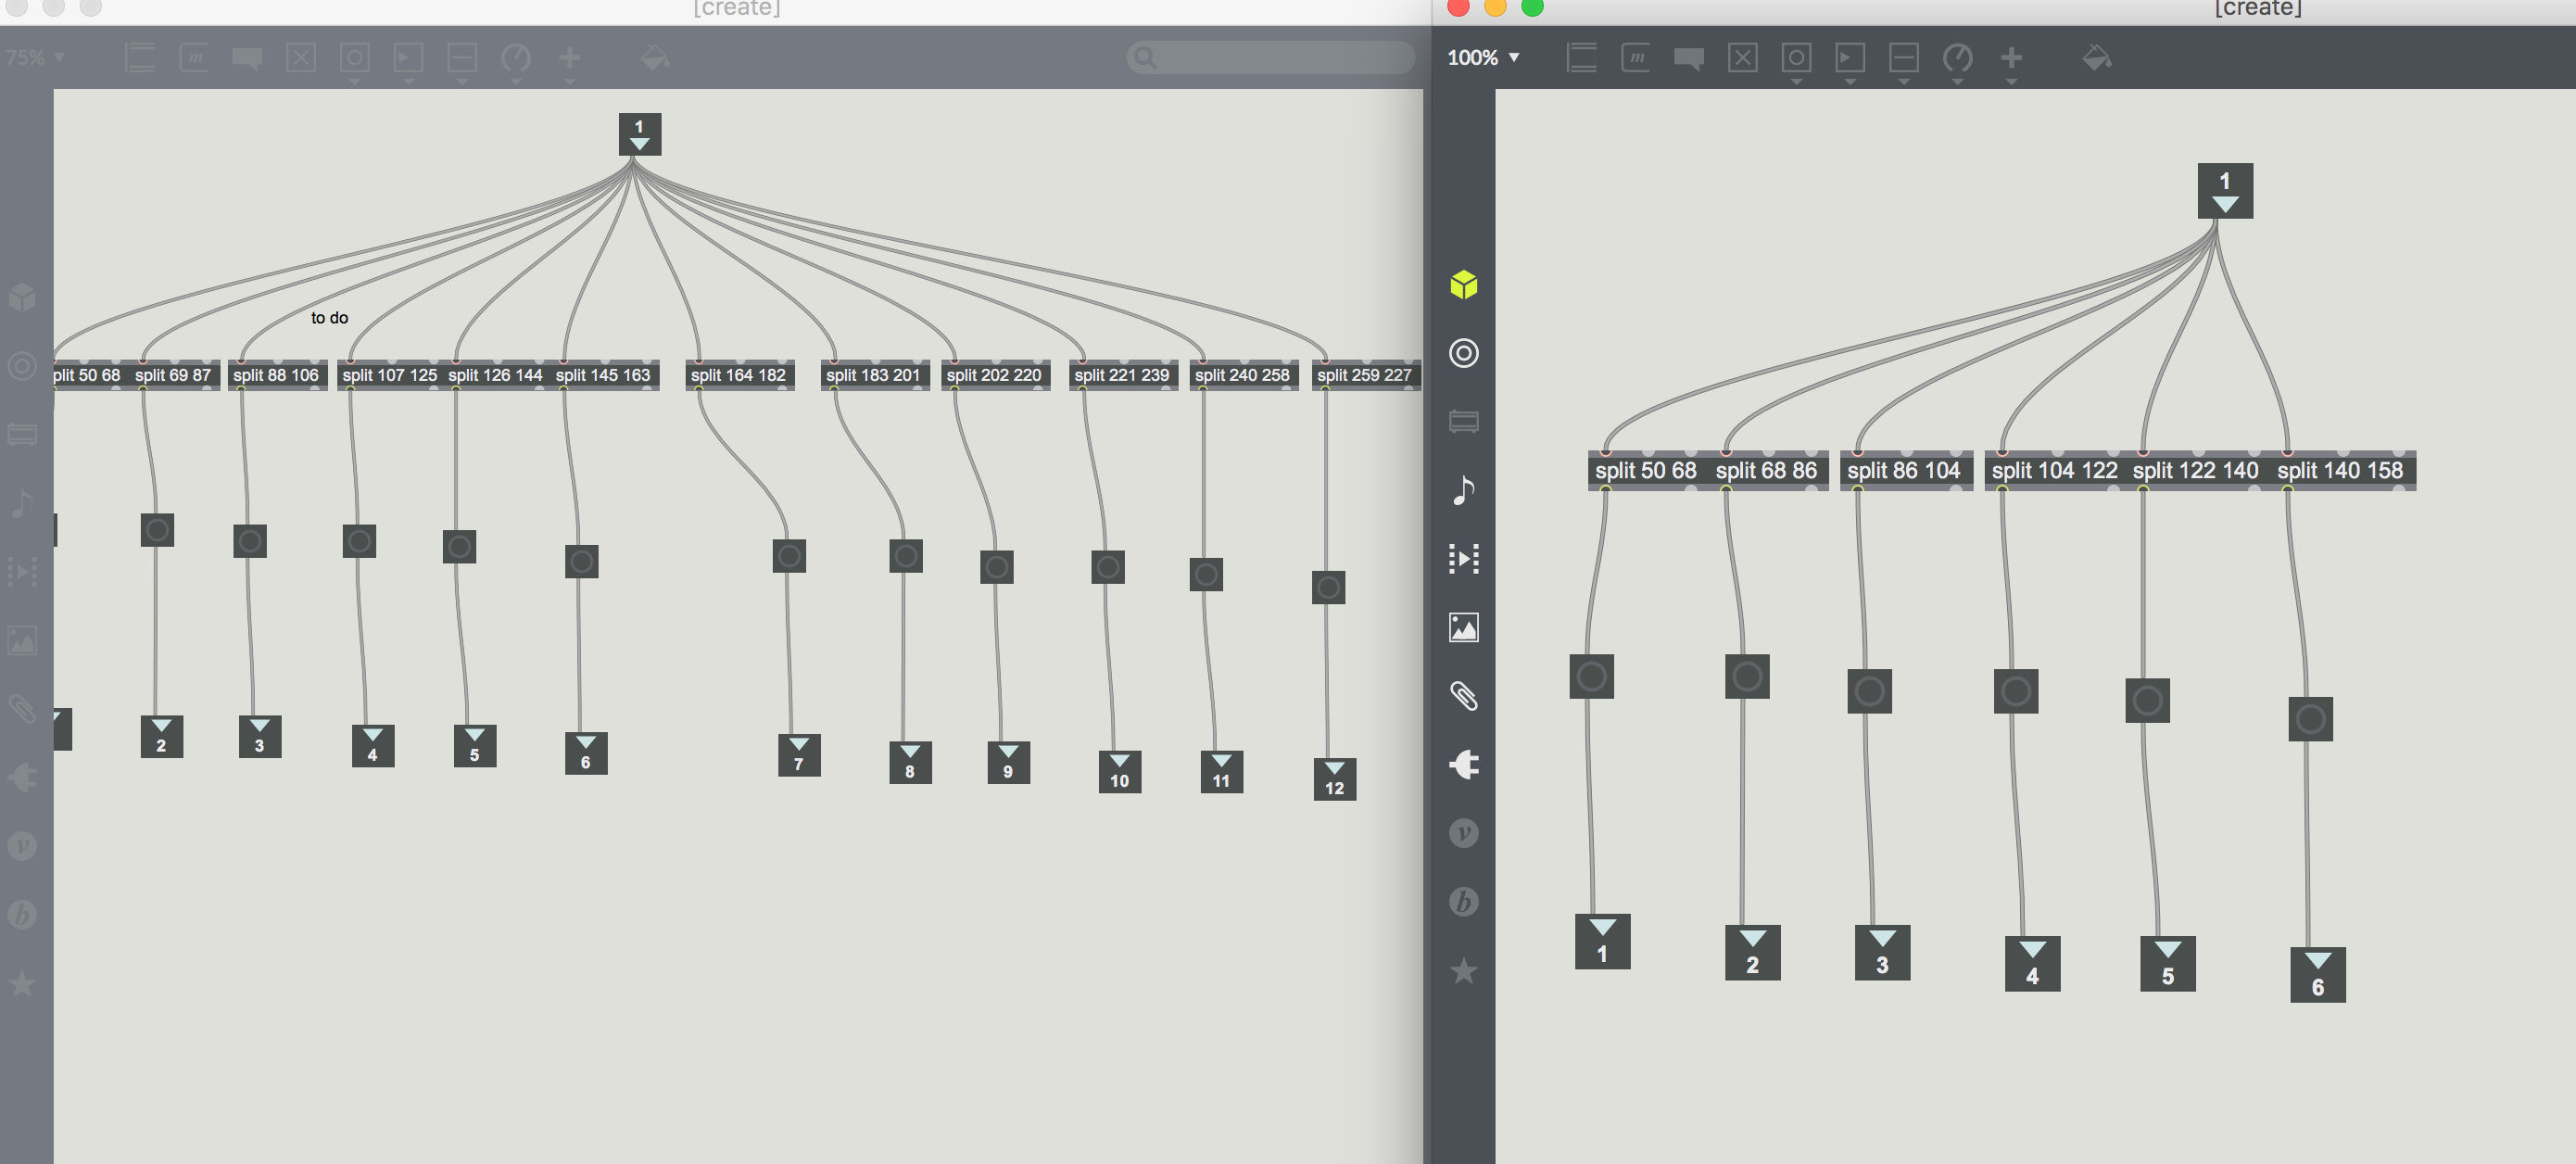 [create]
75%
1
to do
plit 50 68 split 69 87 split 88 106 split 107 125 split 126 144 split 145 163 split 164 182 split 183 201 split 202 220 split 221 239 split 240 258 split 259 227
2 3 4 5 6 7 8 9 10 11 12
[create]
100%
1
split 50 68 split 68 86 split 86 104 split 104 122 split 122 140 split 140 158
1 2 3 4 5 6